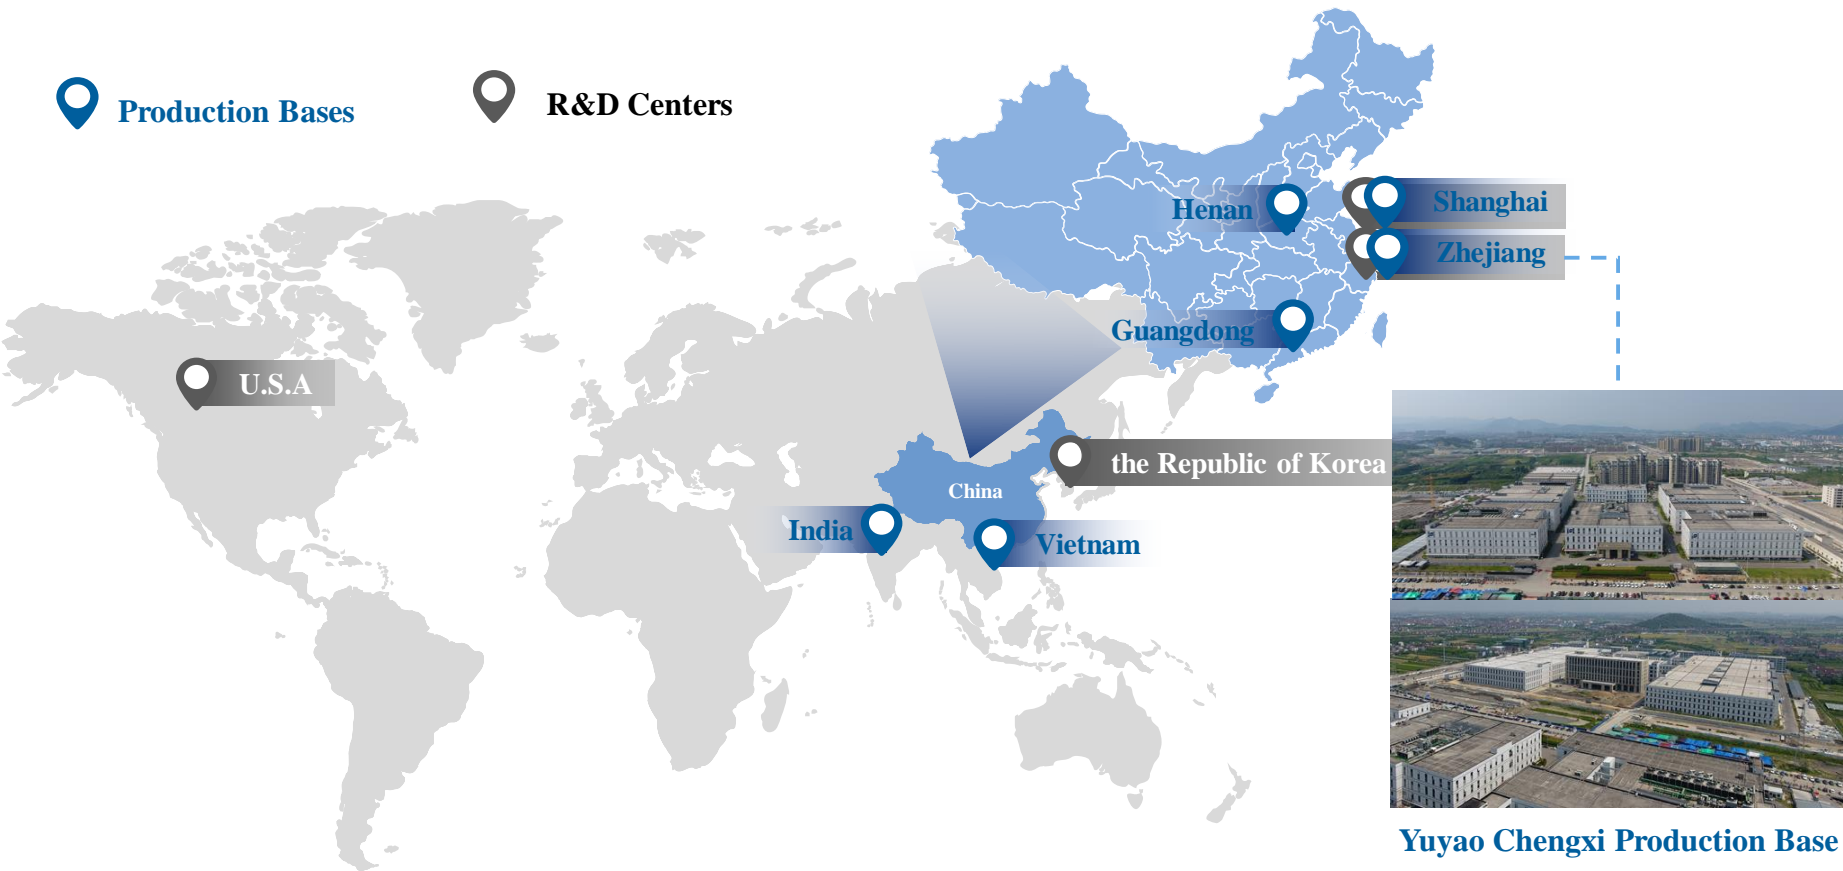 Production Bases
R&D Centers
Henan
Shanghai
Zhejiang
Guangdong
U.S.A
the Republic of Korea
China
India
Vietnam
Yuyao Chengxi Production Base